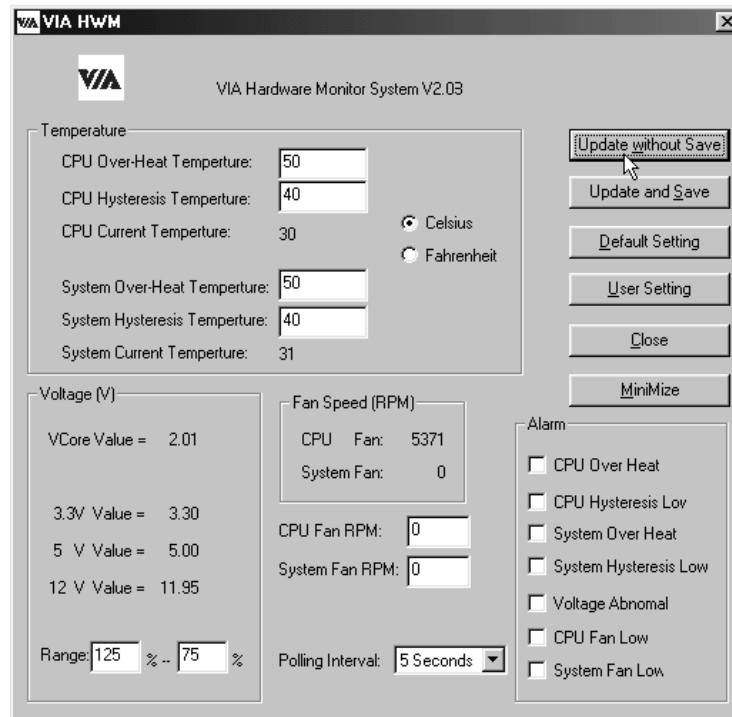 VIA VIA HWM
VIA
VIA Hardware Monitor System V2.03
Temperature
CPU Over-Heat Temperture: 50
CPU Hysteresis Temperture: 40
CPU Current Temperture: 30
Celsius
Fahrenheit
System Over-Heat Temperture: 50
System Hysteresis Temperture: 40
System Current Temperture: 31
Update without Save
Update and Save
Default Setting
User Setting
Close
MiniMize
Voltage (V)
VCore Value = 2.01
3.3V Value = 3.30
5 V Value = 5.00
12 V Value = 11.95
Range: 125 % .. 75 %
Fan Speed (RPM)
CPU Fan: 5371
System Fan: 0
CPU Fan RPM: 0
System Fan RPM: 0
Polling Interval: 5 Seconds
Alarm
CPU Over Heat
CPU Hysteresis Lov
System Over Heat
System Hysteresis Low
Voltage Abnomal
CPU Fan Low
System Fan Low